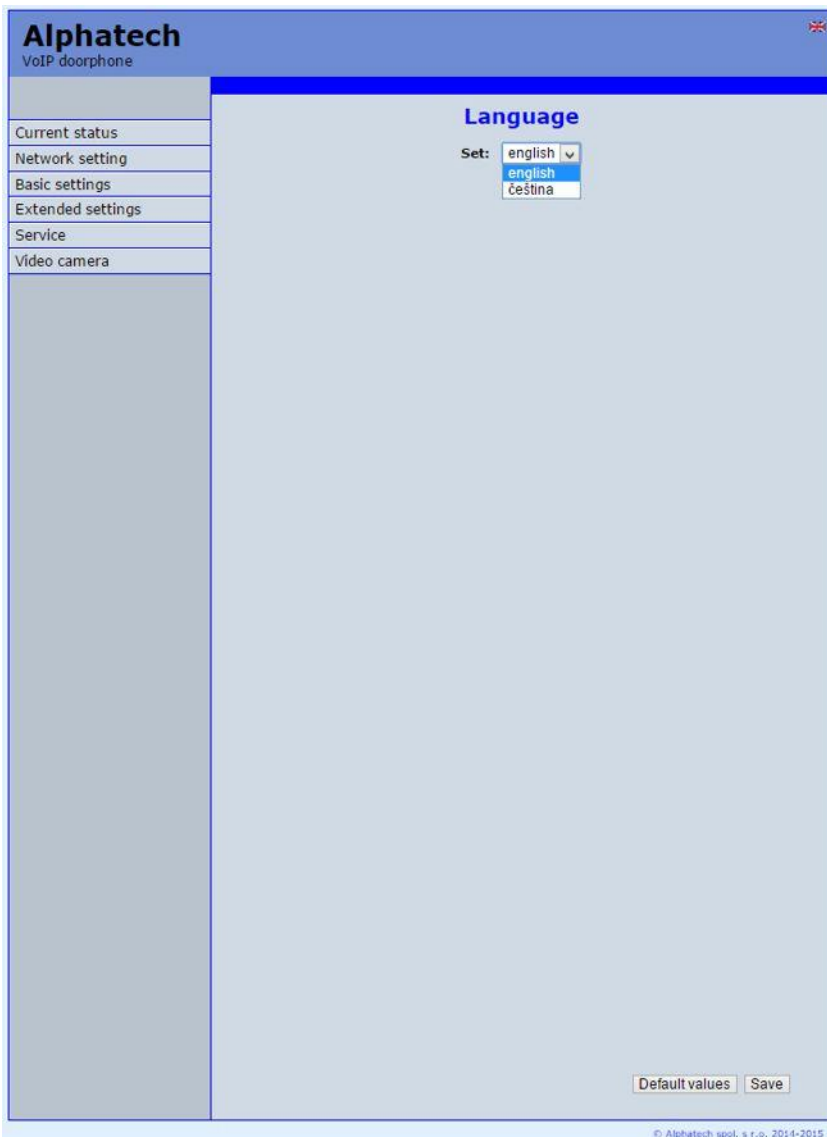 Alphatech
VoIP doorphone
Current status
Network setting
Basic settings
Extended settings
Service
Video camera
Language
Set: english
english
čeština
Default values Save
© Alphatech spol. s r.o. 2014-2015